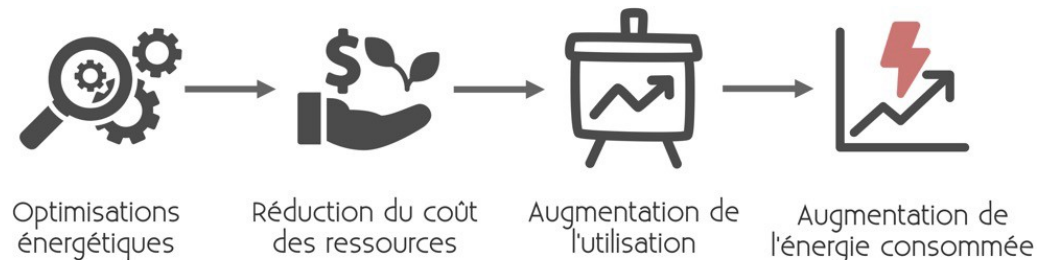 Optimisations
énergétiques
Réduction du coût
des ressources
Augmentation de
l'utilisation
Augmentation de
l'énergie consommée